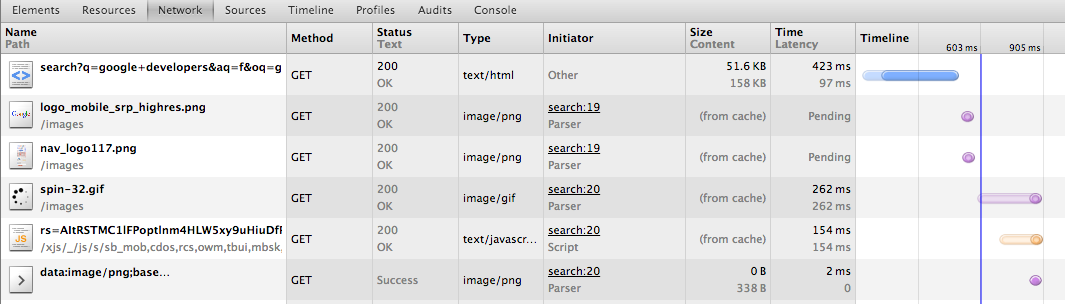 Elements Resources Network Sources Timeline Profiles Audits Console
Name Method Status Type Initiator Size Time Timeline
Path Text Content Latency 603 ms 905 ms
search?q=google+developers&aq=f&oq=g 200 51.6 KB 423 ms
GET text/html Other
OK 158 KB 97 ms
logo_mobile_srp_highres.png 200 search:19
GET image/png (from cache) Pending
/images OK Parser
nav_logo117.png 200 search:19
GET image/png (from cache) Pending
/images OK Parser
spin-32.gif 200 search:20 262 ms
GET image/gif (from cache)
/images OK Parser 262 ms
200 search:20 154 ms
GET text/javascr... (from cache)
/xjs/_/js/s/sb_mob,cdos,rcs,owm,tbui,mbsk, OK Script 154 ms
data:image/png;base... search:20 0 B 2 ms
GET Success image/png
Parser 338 B 0